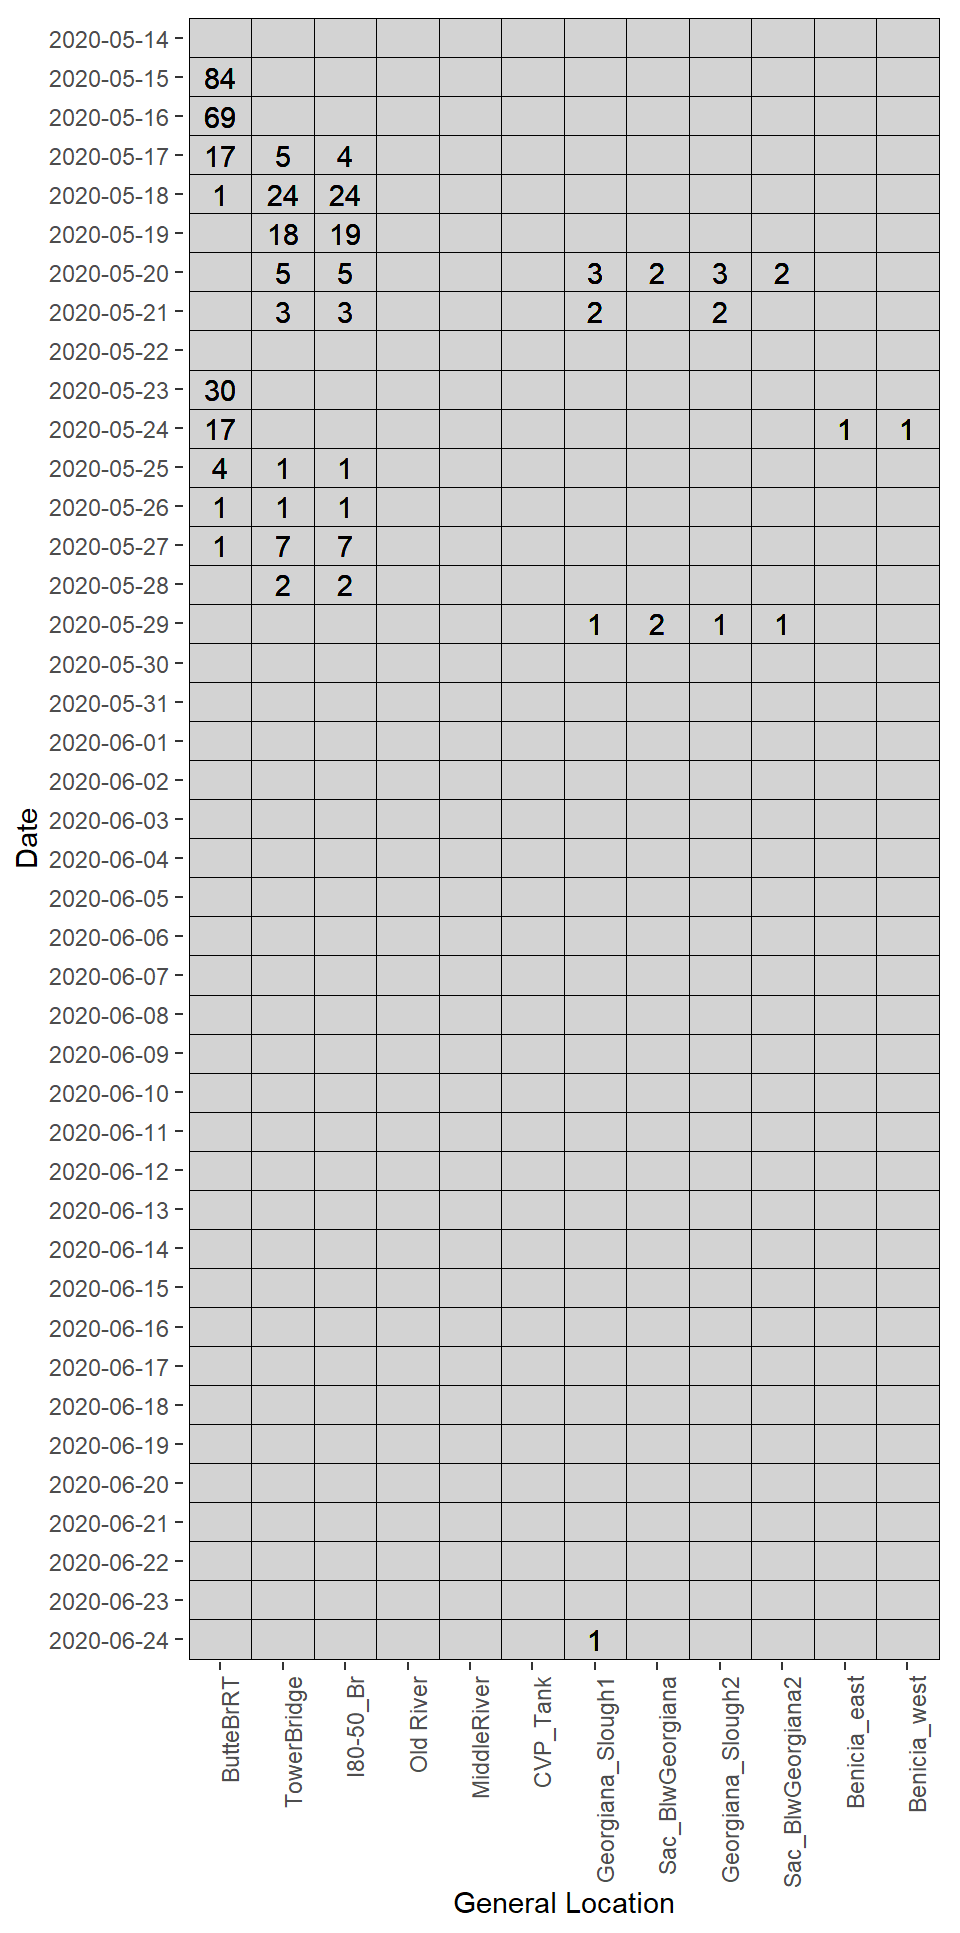 2020-05-14
2020-05-15 84
2020-05-16 69
2020-05-17 17 5 4
2020-05-18 1 24 24
2020-05-19 18 19
2020-05-20 5 5 3 2 3 2
2020-05-21 3 3 2 2
2020-05-22
2020-05-23 30
2020-05-24 17 1 1
2020-05-25 4 1 1
2020-05-26 1 1 1
2020-05-27 1 7 7
2020-05-28 2 2
2020-05-29 1 2 1 1
2020-05-30
2020-05-31
2020-06-01
2020-06-02
2020-06-03
2020-06-04
2020-06-05
2020-06-06
2020-06-07
2020-06-08
2020-06-09
2020-06-10
2020-06-11
2020-06-12
2020-06-13
2020-06-14
2020-06-15
2020-06-16
2020-06-17
2020-06-18
2020-06-19
2020-06-20
2020-06-21
2020-06-22
2020-06-23
2020-06-24 1
Date
ButteBrRT
TowerBridge
I80-50_Br
Old River
MiddleRiver
CVP_Tank
Georgiana_Slough1
Sac_BlwGeorgiana
Georgiana_Slough2
Sac_BlwGeorgiana2
Benicia_east
Benicia_west
General Location